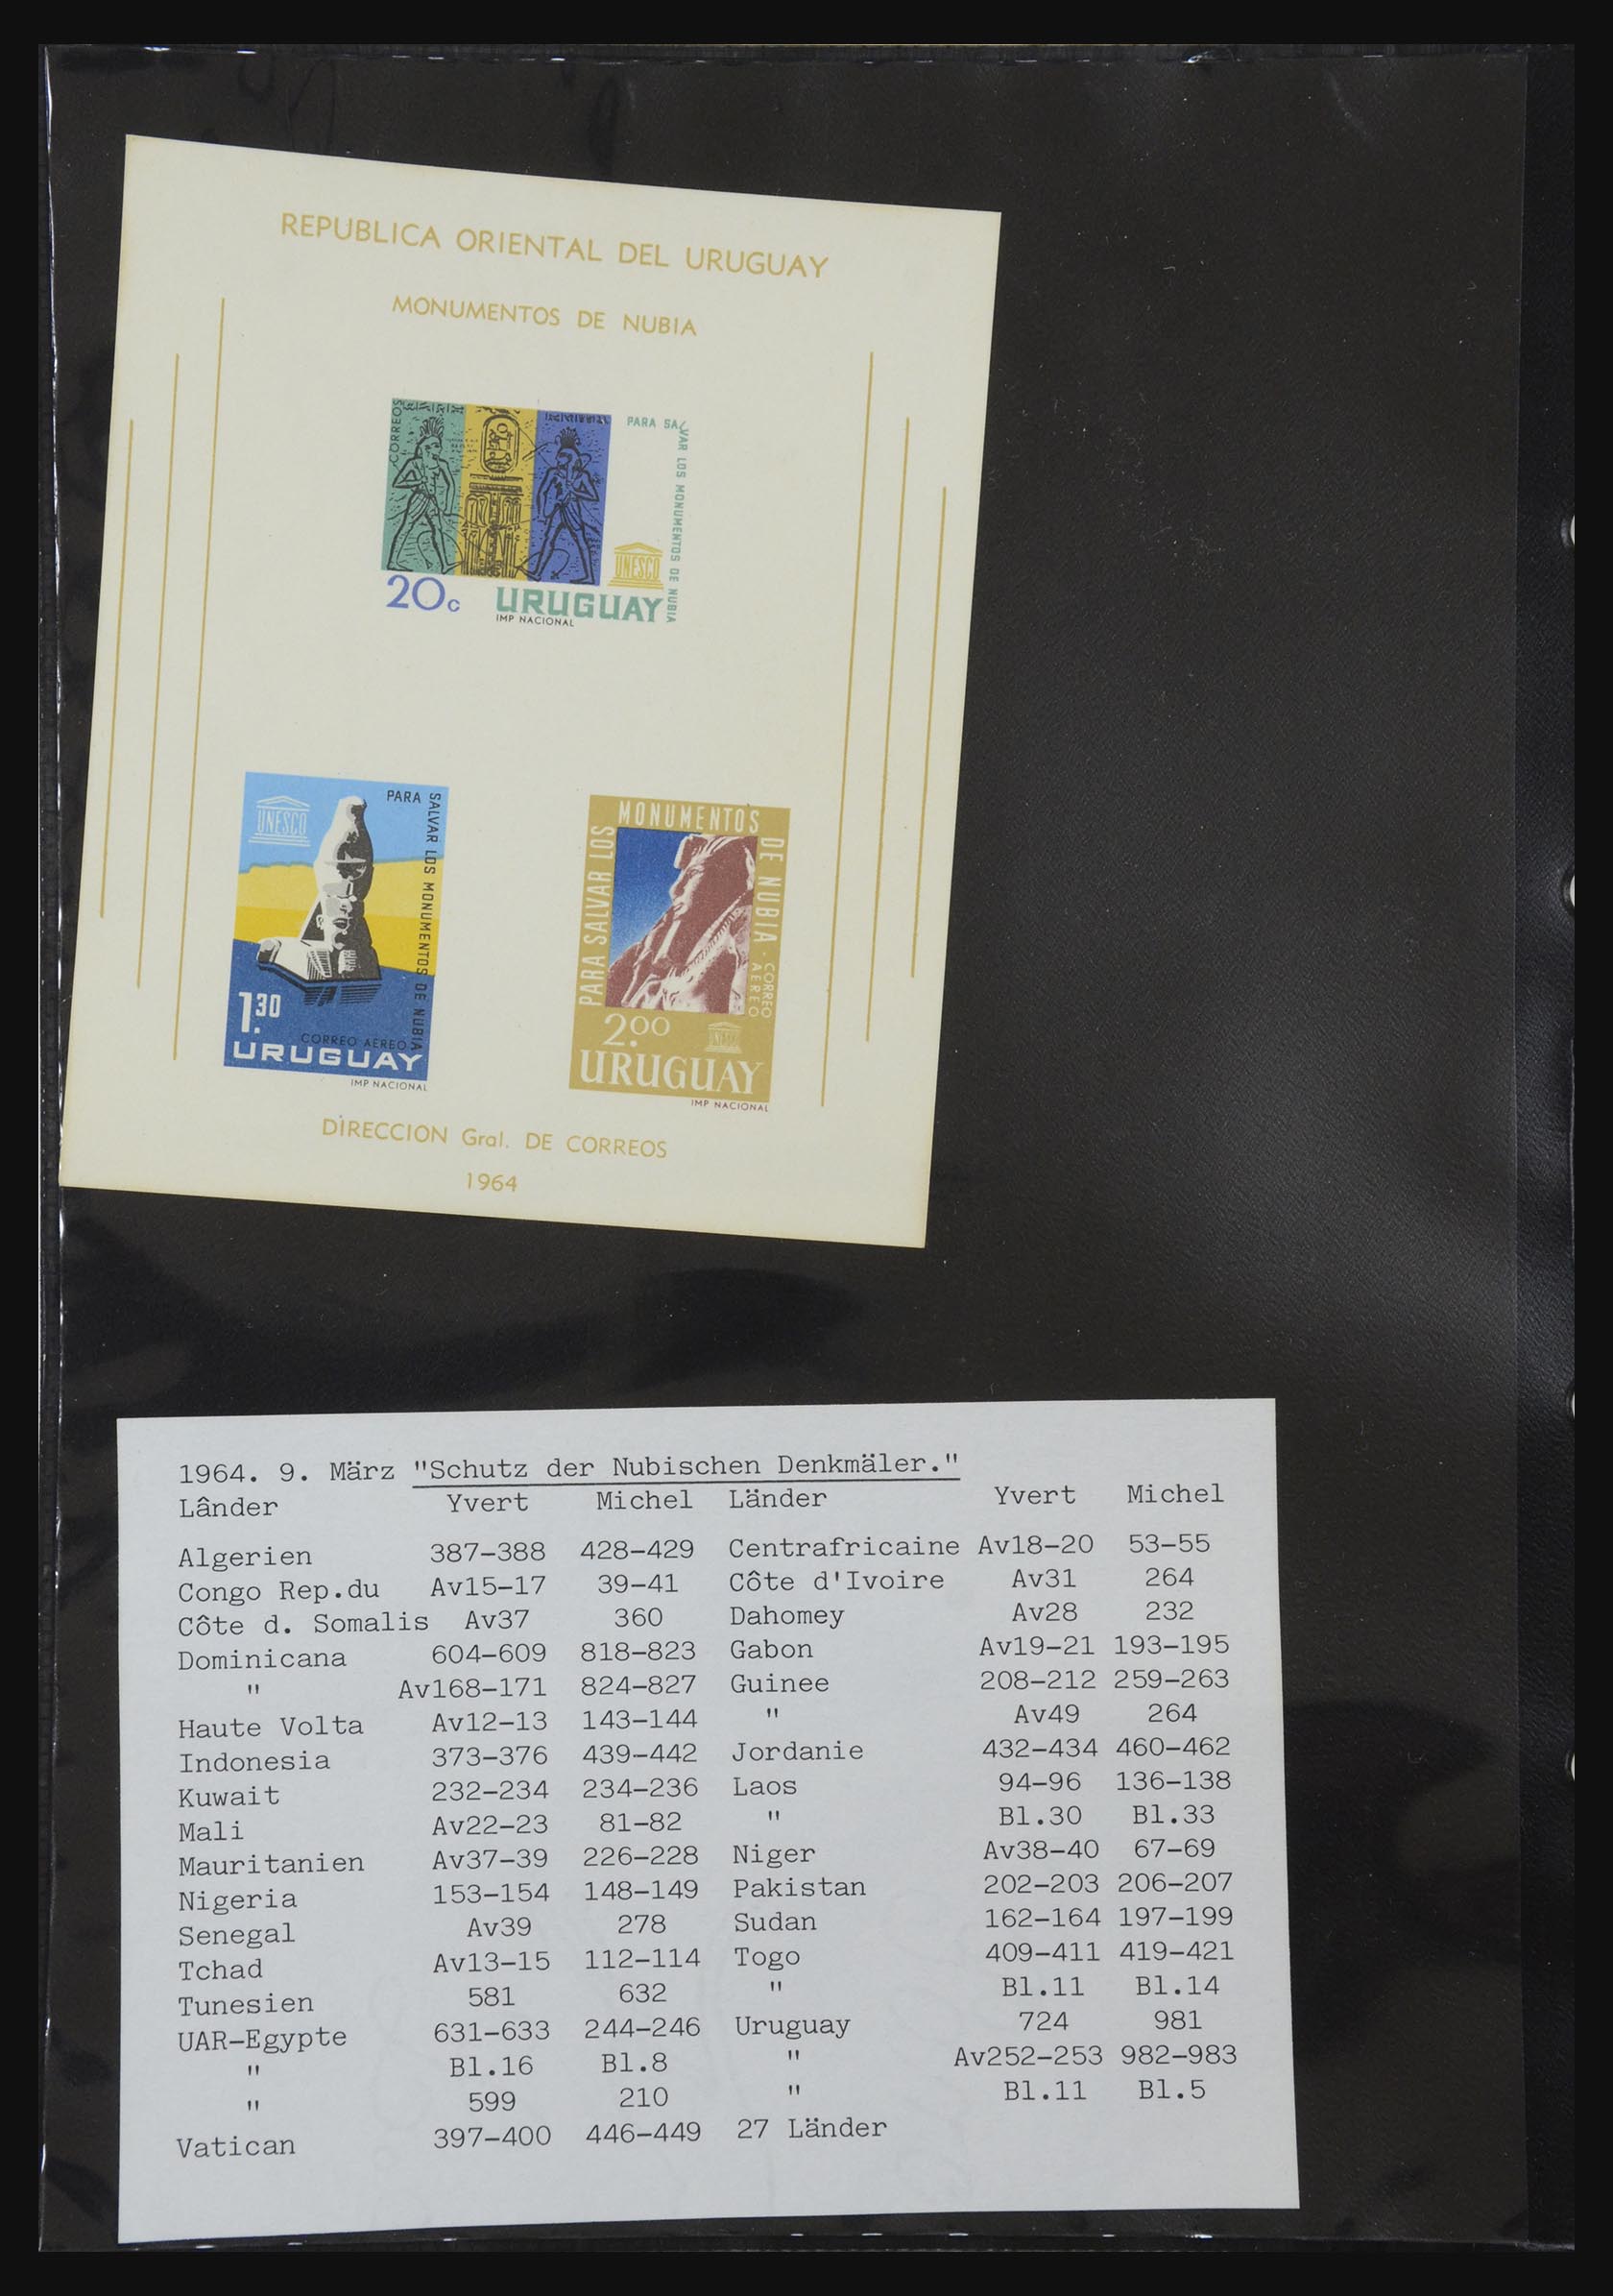 REPUBLICA ORIENTAL DEL URUGUAY
MONUMENTOS DE NUBIA
CORREOS
PARA SALVAR LOS MONUMENTOS DE NUBIA
UNESCO
20c URUGUAY
IMP NACIONAL
UNESCO
PARA SALVAR LOS MONUMENTOS DE NUBIA
1.30
CORREO AEREO
URUGUAY
IMP NACIONAL
PARA SALVAR LOS MONUMENTOS DE NUBIA . CORREO AEREO
2.00
UNESCO
URUGUAY
IMP NACIONAL
DIRECCION Gral. DE CORREOS
1964
1964. 9. März "Schutz der Nubischen Denkmäler."
Lânder Yvert Michel Länder Yvert Michel
Algerien 387-388 428-429 Centrafricaine Av18-20 53-55
Congo Rep.du Av15-17 39-41 Côte d'Ivoire Av31 264
Côte d. Somalis Av37 360 Dahomey Av28 232
Dominicana 604-609 818-823 Gabon Av19-21 193-195
" Av168-171 824-827 Guinee 208-212 259-263
Haute Volta Av12-13 143-144 " Av49 264
Indonesia 373-376 439-442 Jordanie 432-434 460-462
Kuwait 232-234 234-236 Laos 94-96 136-138
Mali Av22-23 81-82 " Bl.30 Bl.33
Mauritanien Av37-39 226-228 Niger Av38-40 67-69
Nigeria 153-154 148-149 Pakistan 202-203 206-207
Senegal Av39 278 Sudan 162-164 197-199
Tchad Av13-15 112-114 Togo 409-411 419-421
Tunesien 581 632 " Bl.11 Bl.14
UAR-Egypte 631-633 244-246 Uruguay 724 981
" Bl.16 Bl.8 " Av252-253 982-983
" 599 210 " Bl.11 Bl.5
Vatican 397-400 446-449 27 Länder